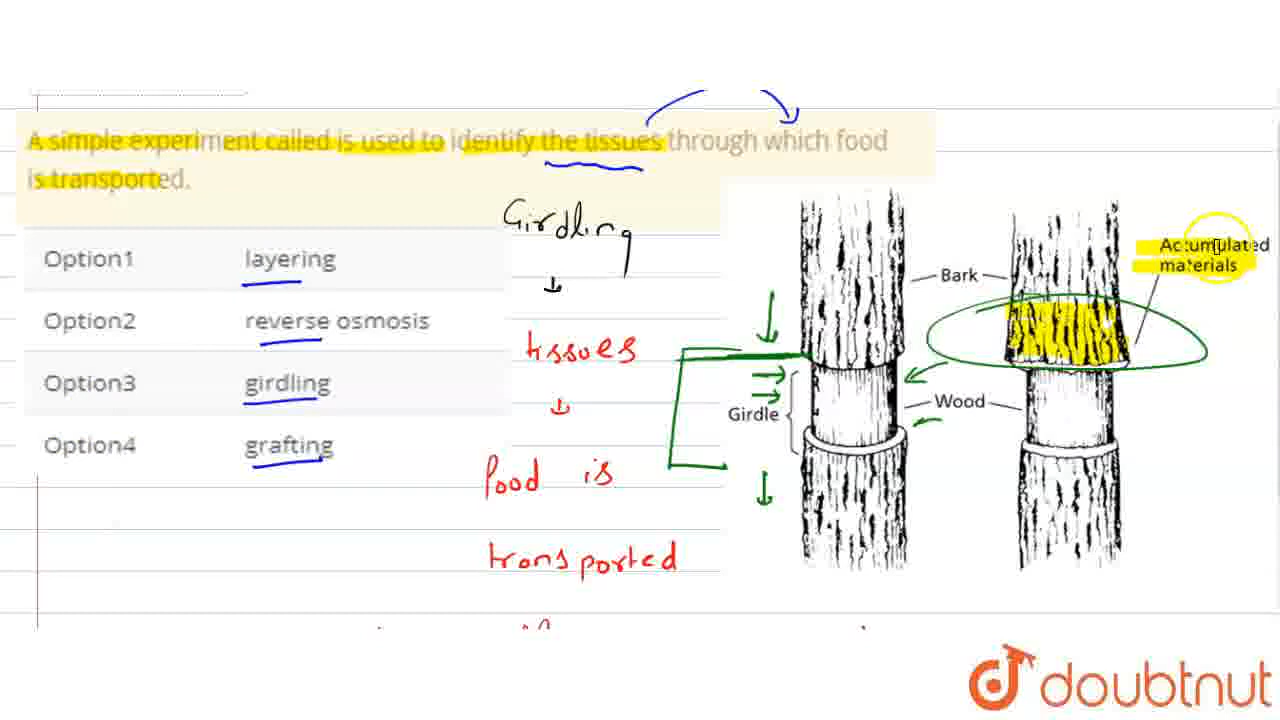 A simple experiment called is used to identify the tissues through which food
is transported.
Option1 layering
Option2 reverse osmosis
Option3 girdling
Option4 grafting
Girdling
tissues
food is
transported
Bark
Accumulated
materials
Girdle
Wood
doubtnut